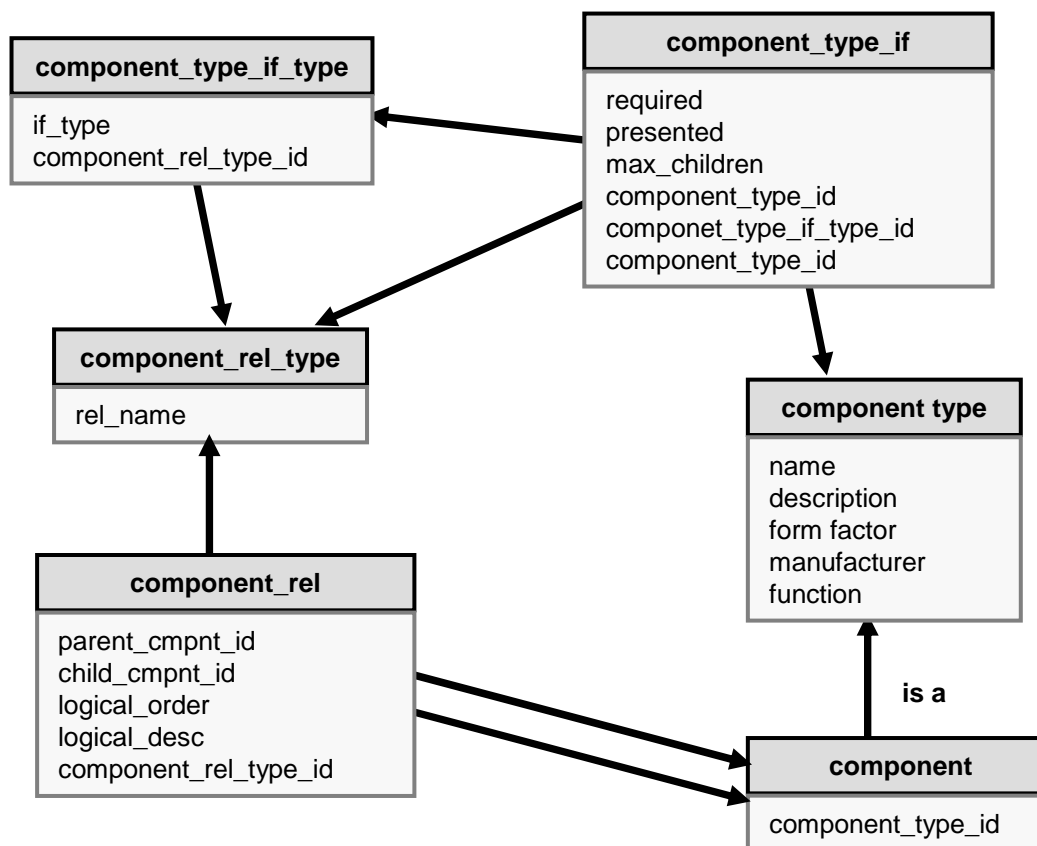 component_type_if_type
if_type
component_rel_type_id
component_type_if
required
presented
max_children
component_type_id
componet_type_if_type_id
component_type_id
component_rel_type
rel_name
component type
name
description
form factor
manufacturer
function
component_rel
parent_cmpnt_id
child_cmpnt_id
logical_order
logical_desc
component_rel_type_id
is a
component
component_type_id